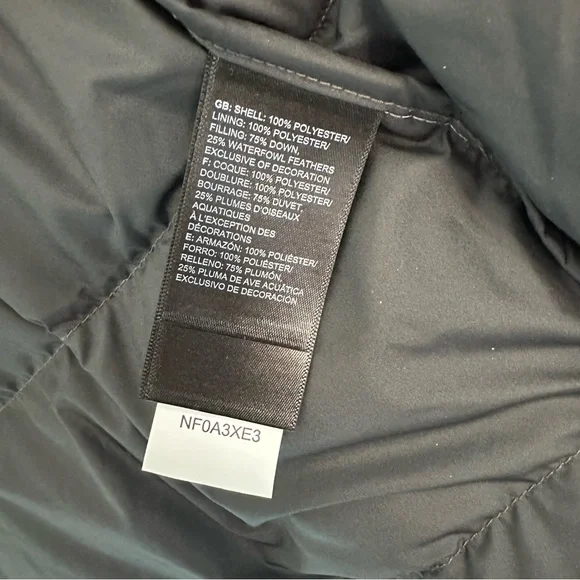 GB: SHELL: 100% POLYESTER/
LINING: 100% POLYESTER/
FILLING: 75% DOWN,
25% WATERFOWL FEATHERS
EXCLUSIVE OF DECORATION
F: COQUE: 100% POLYESTER/
DOUBLURE: 100% POLYESTER/
BOURRAGE: 75% DUVET,
25% PLUMES D'OISEAUX
AQUATIQUES
À L'EXCEPTION DES
DÉCORATIONS
E: ARMAZÓN: 100% POLIÉSTER/
FORRO: 100% POLIÉSTER/
RELLENO: 75% PLUMÓN,
25% PLUMA DE AVE ACUÁTICA
EXCLUSIVO DE DECORACIÓN
NF0A3XE3